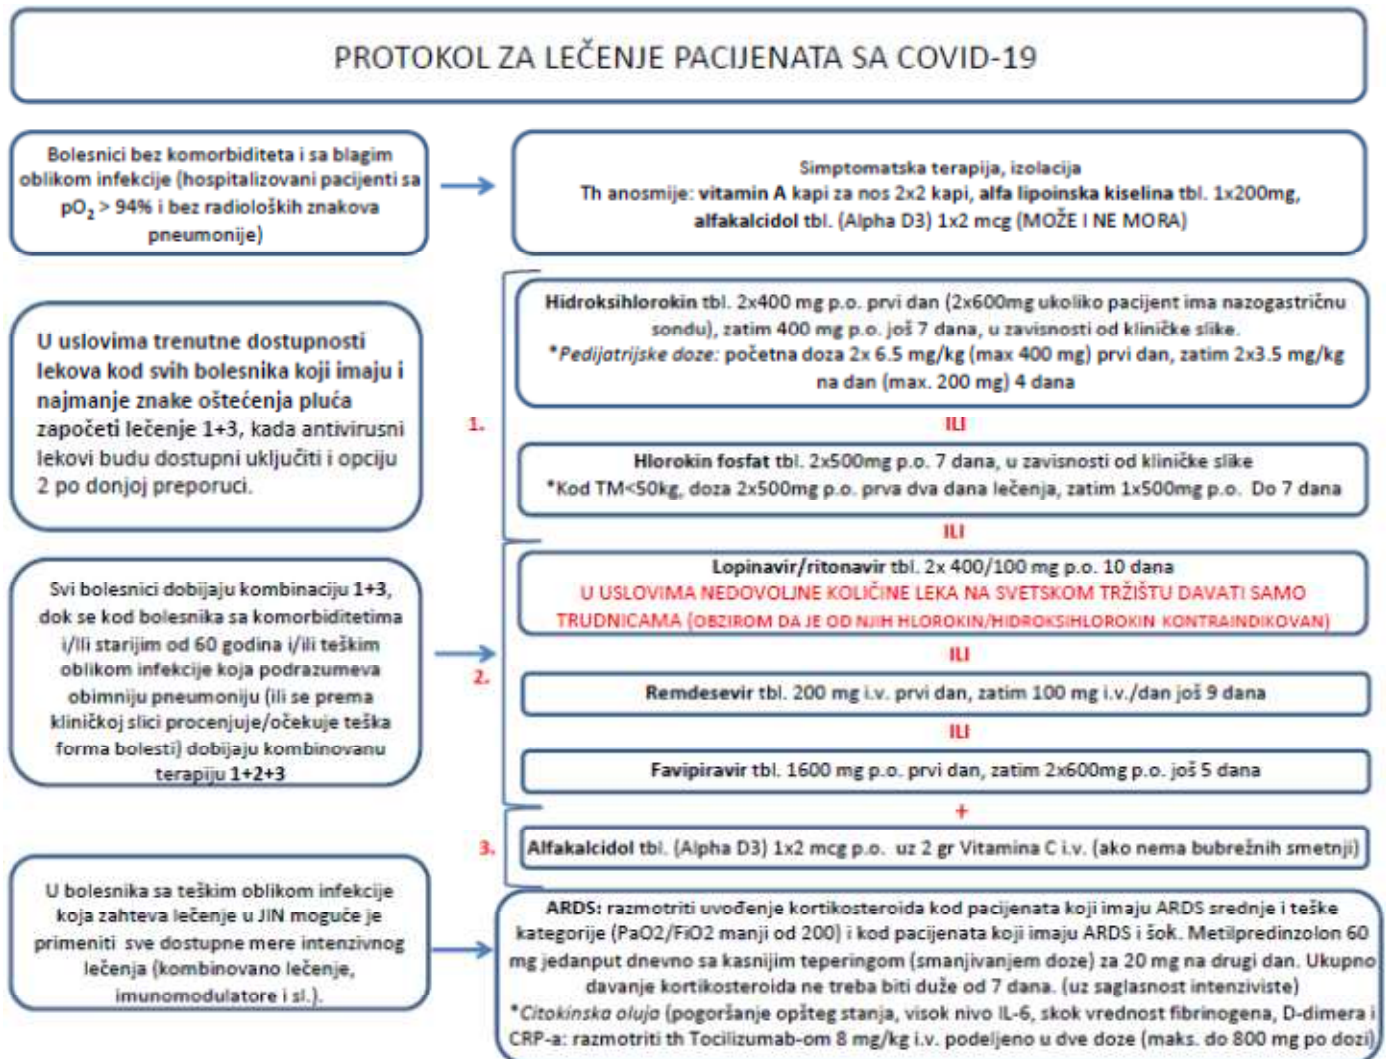 PROTOKOL ZA LEČENJE PACIJENATA SA COVID-19
Bolesnici bez komorbiditeta i sa blagim
oblikom infekcije (hospitalizovani pacijenti sa
pO₂ > 94% i bez radioloških znakova
pneumonije)
Simptomatska terapija, izolacija
Th anosmije: vitamin A kapi za nos 2x2 kapi, alfa lipoinska kiselina tbl. 1x200mg,
alfakalcidol tbl. (Alpha D3) 1x2 mcg (MOŽE I NE MORA)
U uslovima trenutne dostupnosti
lekova kod svih bolesnika koji imaju i
najmanje znake oštećenja pluća
započeti lečenje 1+3, kada antivirusni
lekovi budu dostupni uključiti i opciju
2 po donjoj preporuci.
1.
Hidroksihlorokin tbl. 2x400 mg p.o. prvi dan (2x600mg ukoliko pacijent ima nazogastričnu
sondu), zatim 400 mg p.o. još 7 dana, u zavisnosti od kliničke slike.
*Pedijatrijske doze: početna doza 2x 6.5 mg/kg (max 400 mg) prvi dan, zatim 2x3.5 mg/kg
na dan (max. 200 mg) 4 dana
ILI
Hlorokin fosfat tbl. 2x500mg p.o. 7 dana, u zavisnosti od kliničke slike
*Kod TM<50kg, doza 2x500mg p.o. prva dva dana lečenja, zatim 1x500mg p.o. Do 7 dana
ILI
Svi bolesnici dobijaju kombinaciju 1+3,
dok se kod bolesnika sa komorbiditetima
i/ili starijim od 60 godina i/ili teškim
oblikom infekcije koja podrazumeva
obimniju pneumoniju (ili se prema
kliničkoj slici procenjuje/očekuje teška
forma bolesti) dobijaju kombinovanu
terapiju 1+2+3
2.
Lopinavir/ritonavir tbl. 2x 400/100 mg p.o. 10 dana
U USLOVIMA NEDOVOLJNE KOLIČINE LEKA NA SVETSKOM TRŽIŠTU DAVATI SAMO
TRUDNICAMA (OBZIROM DA JE OD NJIH HLOROKIN/HIDROKSIHLOROKIN KONTRAINDIKOVAN)
ILI
Remdesevir tbl. 200 mg i.v. prvi dan, zatim 100 mg i.v./dan još 9 dana
ILI
Favipiravir tbl. 1600 mg p.o. prvi dan, zatim 2x600mg p.o. još 5 dana
+
3.
Alfakalcidol tbl. (Alpha D3) 1x2 mcg p.o. uz 2 gr Vitamina C i.v. (ako nema bubrežnih smetnji)
U bolesnika sa teškim oblikom infekcije
koja zahteva lečenje u JIN moguće je
primeniti sve dostupne mere intenzivnog
lečenja (kombinovano lečenje,
imunomodulatore i sl.).
ARDS: razmotriti uvođenje kortikosteroida kod pacijenata koji imaju ARDS srednje i teške
kategorije (PaO2/FiO2 manji od 200) i kod pacijenata koji imaju ARDS i šok. Metilpredinzolon 60
mg jedanput dnevno sa kasnijim teperingom (smanjivanjem doze) za 20 mg na drugi dan. Ukupno
davanje kortikosteroida ne treba biti duže od 7 dana. (uz saglasnost intenziviste)
*Citokinska oluja (pogoršanje opšteg stanja, visok nivo IL-6, skok vrednost fibrinogena, D-dimera i
CRP-a: razmotriti th Tocilizumab-om 8 mg/kg i.v. podeljeno u dve doze (maks. do 800 mg po dozi)